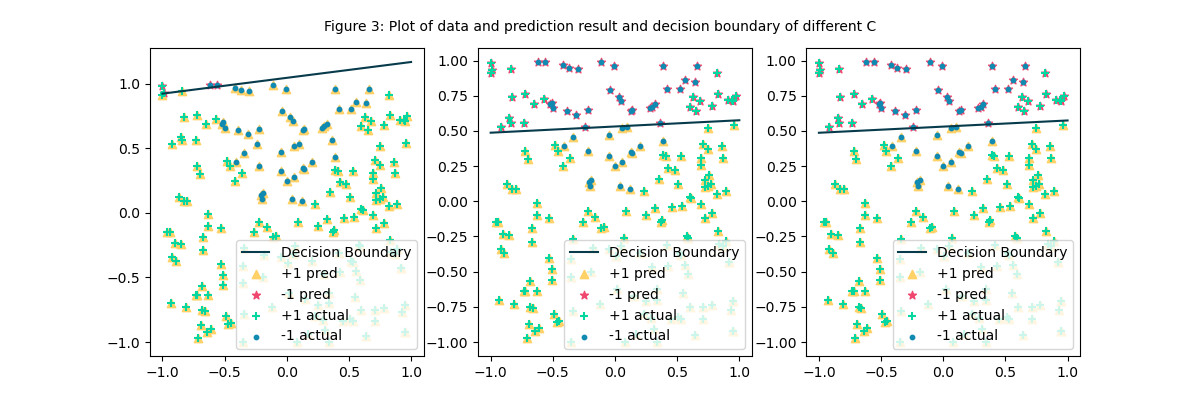 Figure 3: Plot of data and prediction result and decision boundary of different C
1.0
0.5
0.0
−0.5
−1.0
−1.0 −0.5 0.0 0.5 1.0
Decision Boundary
+1 pred
-1 pred
+1 actual
-1 actual
1.00
0.75
0.50
0.25
0.00
−0.25
−0.50
−0.75
−1.00
−1.0 −0.5 0.0 0.5 1.0
Decision Boundary
+1 pred
-1 pred
+1 actual
-1 actual
1.00
0.75
0.50
0.25
0.00
−0.25
−0.50
−0.75
−1.00
−1.0 −0.5 0.0 0.5 1.0
Decision Boundary
+1 pred
-1 pred
+1 actual
-1 actual